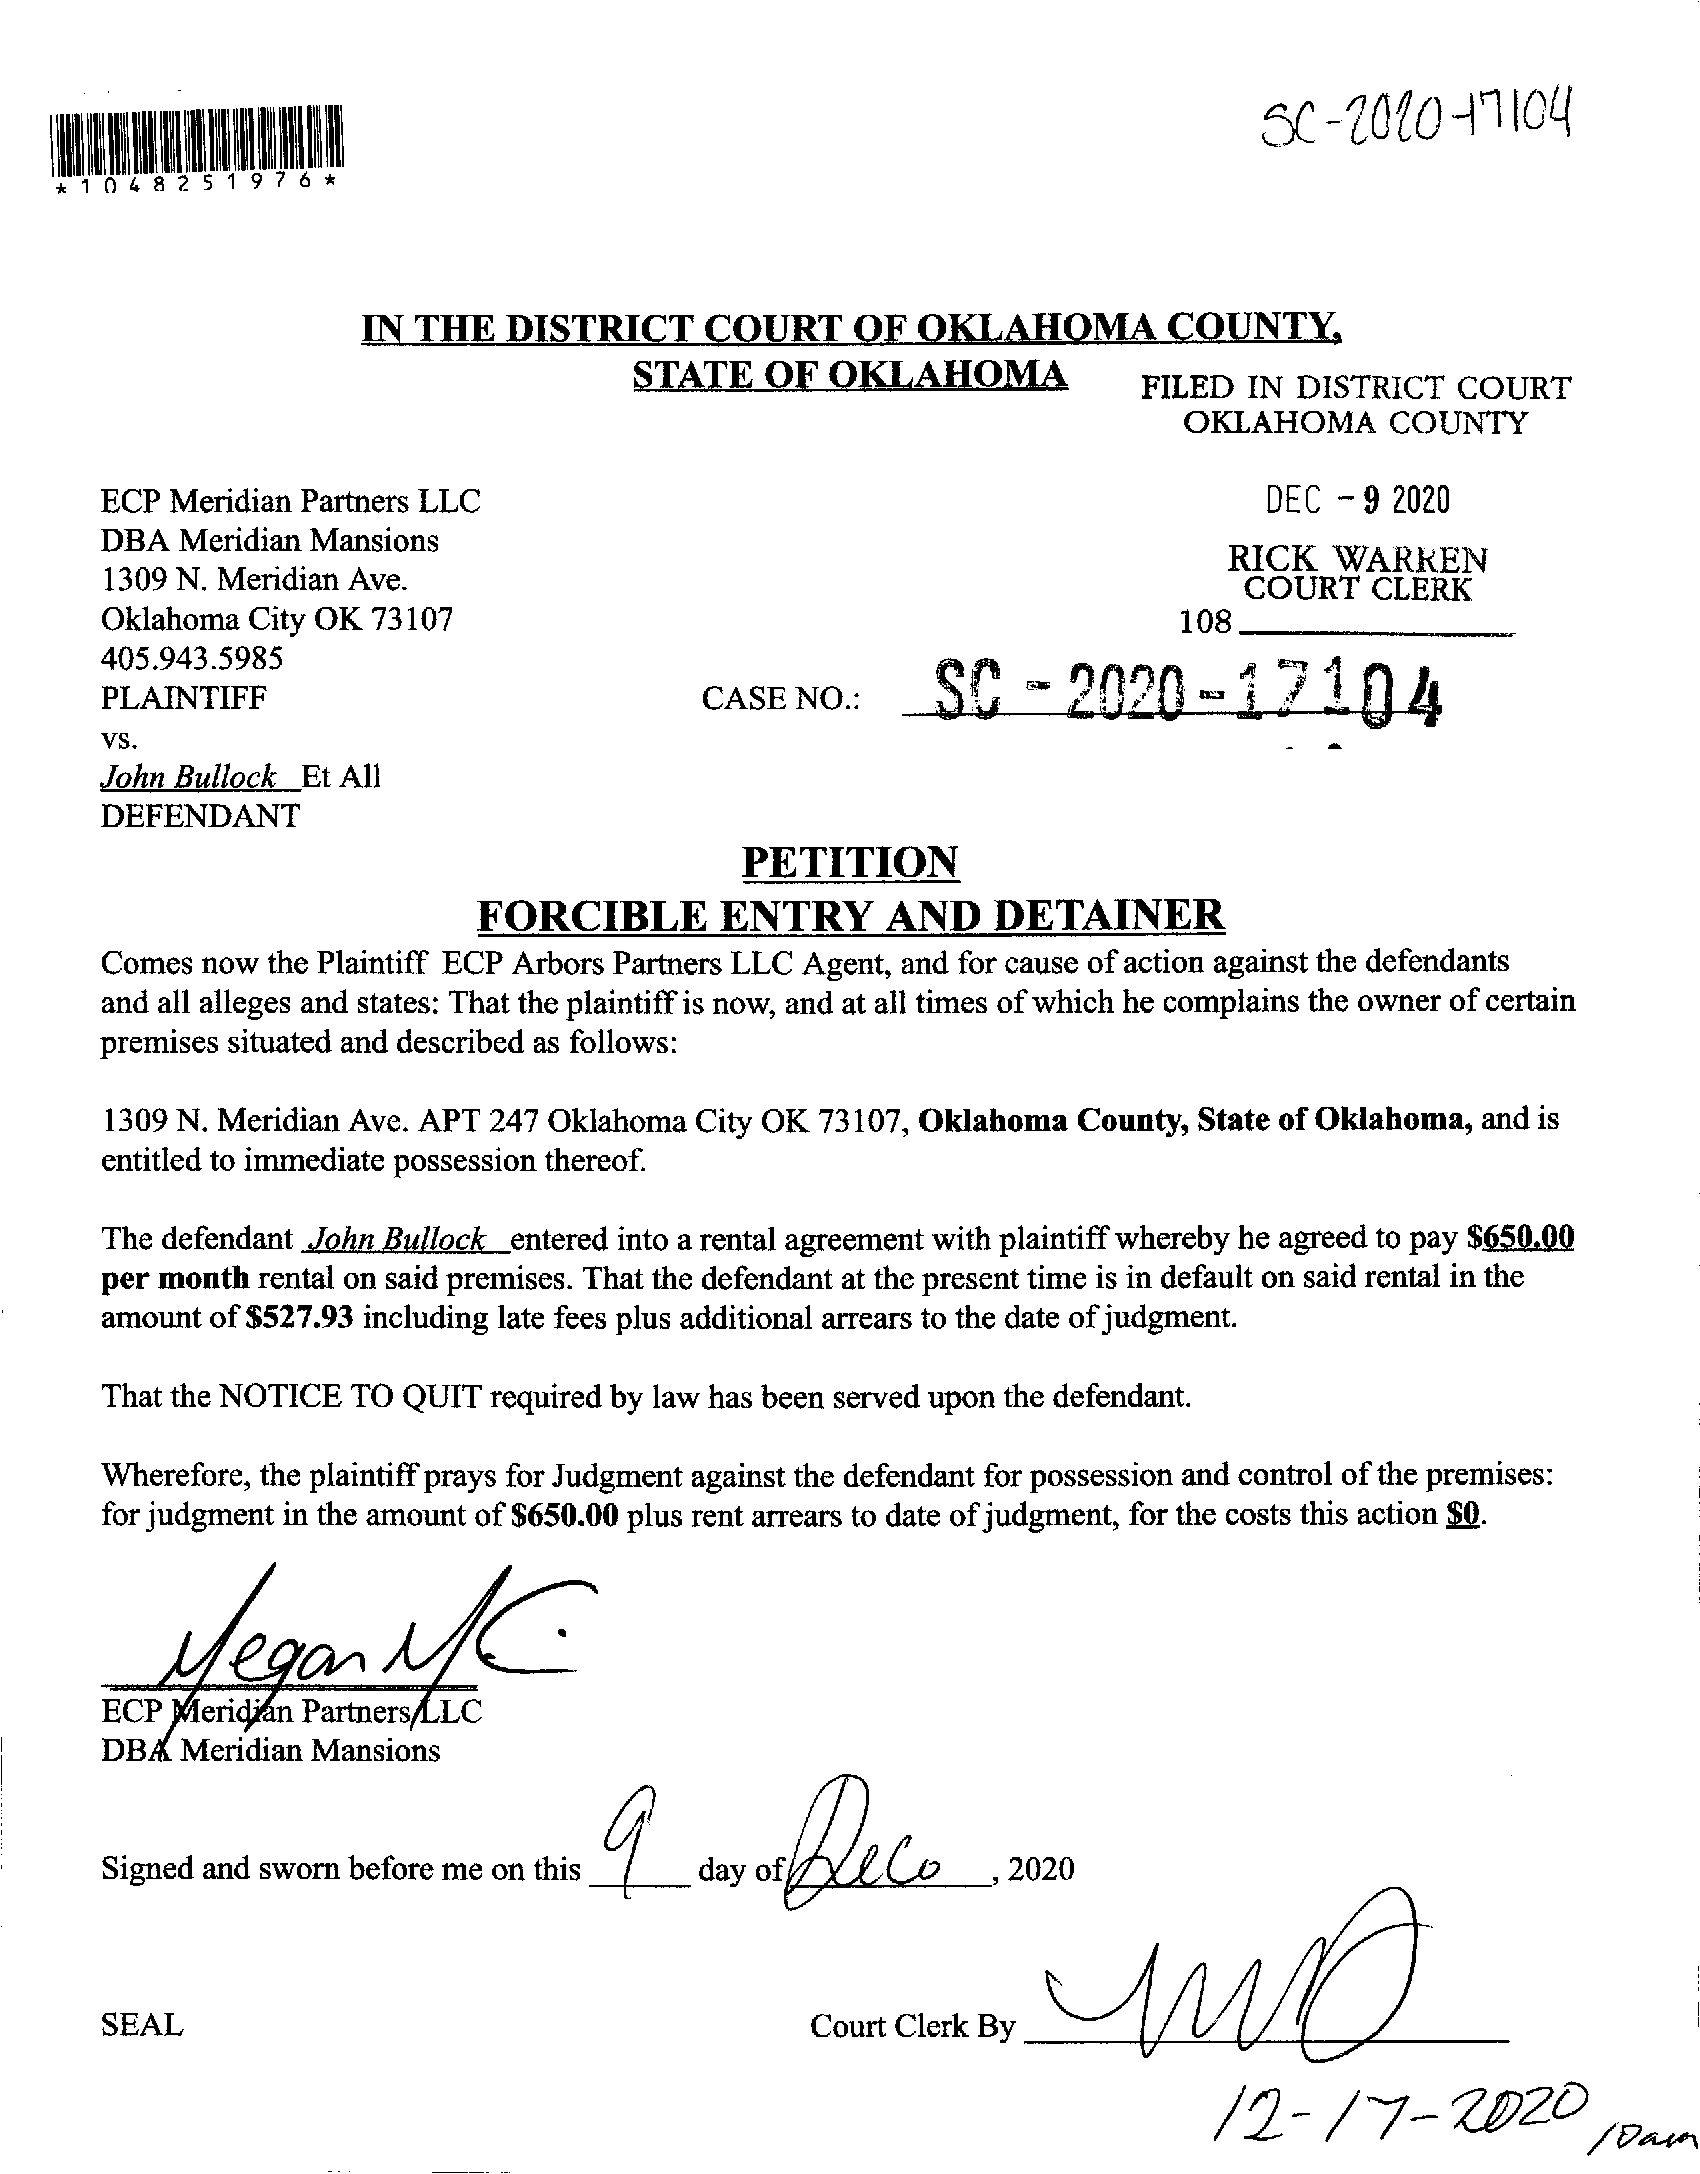 SC-2020-17104
*1048251976*
IN THE DISTRICT COURT OF OKLAHOMA COUNTY,
STATE OF OKLAHOMA
FILED IN DISTRICT COURT
OKLAHOMA COUNTY
DEC - 9 2020
RICK WARREN
COURT CLERK
108
ECP Meridian Partners LLC
DBA Meridian Mansions
1309 N. Meridian Ave.
Oklahoma City OK 73107
405.943.5985
PLAINTIFF
CASE NO.: SC - 2020 - 17104
vs.
John Bullock Et All
DEFENDANT
PETITION
FORCIBLE ENTRY AND DETAINER
Comes now the Plaintiff ECP Arbors Partners LLC Agent, and for cause of action against the defendants
and all alleges and states: That the plaintiff is now, and at all times of which he complains the owner of certain
premises situated and described as follows:
1309 N. Meridian Ave. APT 247 Oklahoma City OK 73107, Oklahoma County, State of Oklahoma, and is
entitled to immediate possession thereof.
The defendant John Bullock entered into a rental agreement with plaintiff whereby he agreed to pay $650.00
per month rental on said premises. That the defendant at the present time is in default on said rental in the
amount of $527.93 including late fees plus additional arrears to the date of judgment.
That the NOTICE TO QUIT required by law has been served upon the defendant.
Wherefore, the plaintiff prays for Judgment against the defendant for possession and control of the premises:
for judgment in the amount of $650.00 plus rent arrears to date of judgment, for the costs this action $0.
Megan
ECP Meridian Partners LLC
DBA Meridian Mansions
Signed and sworn before me on this 9 day of , 2020
SEAL
Court Clerk By
12-17-2020 10am